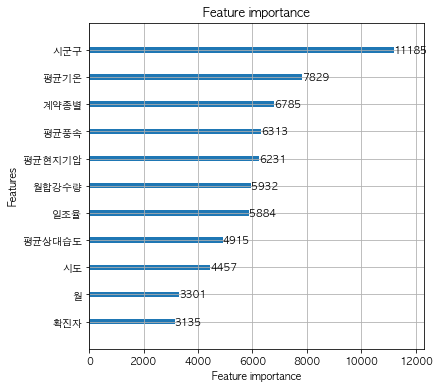 Feature importance
시군구 11185
평균기온 7829
계약종별 6785
평균풍속 6313
평균현지기압 6231
월합강수량 5932
일조율 5884
평균상대습도 4915
시도 4457
월 3301
확진자 3135
Features
0 2000 4000 6000 8000 10000 12000
Feature importance